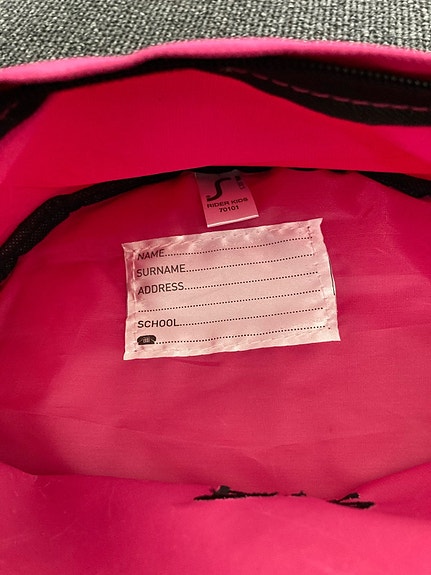 RIDER KIDS
70101
NAME
SURNAME
ADDRESS
SCHOOL